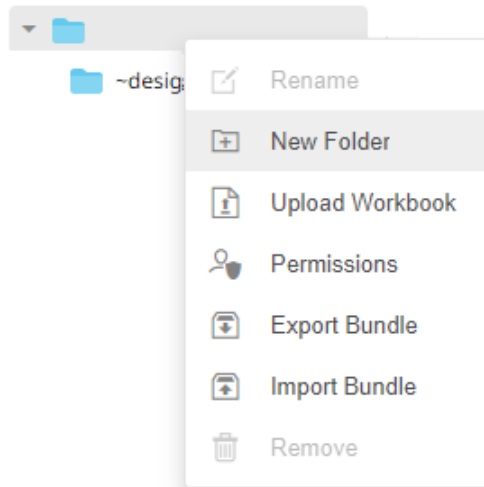 ~desig
Rename
New Folder
Upload Workbook
Permissions
Export Bundle
Import Bundle
Remove